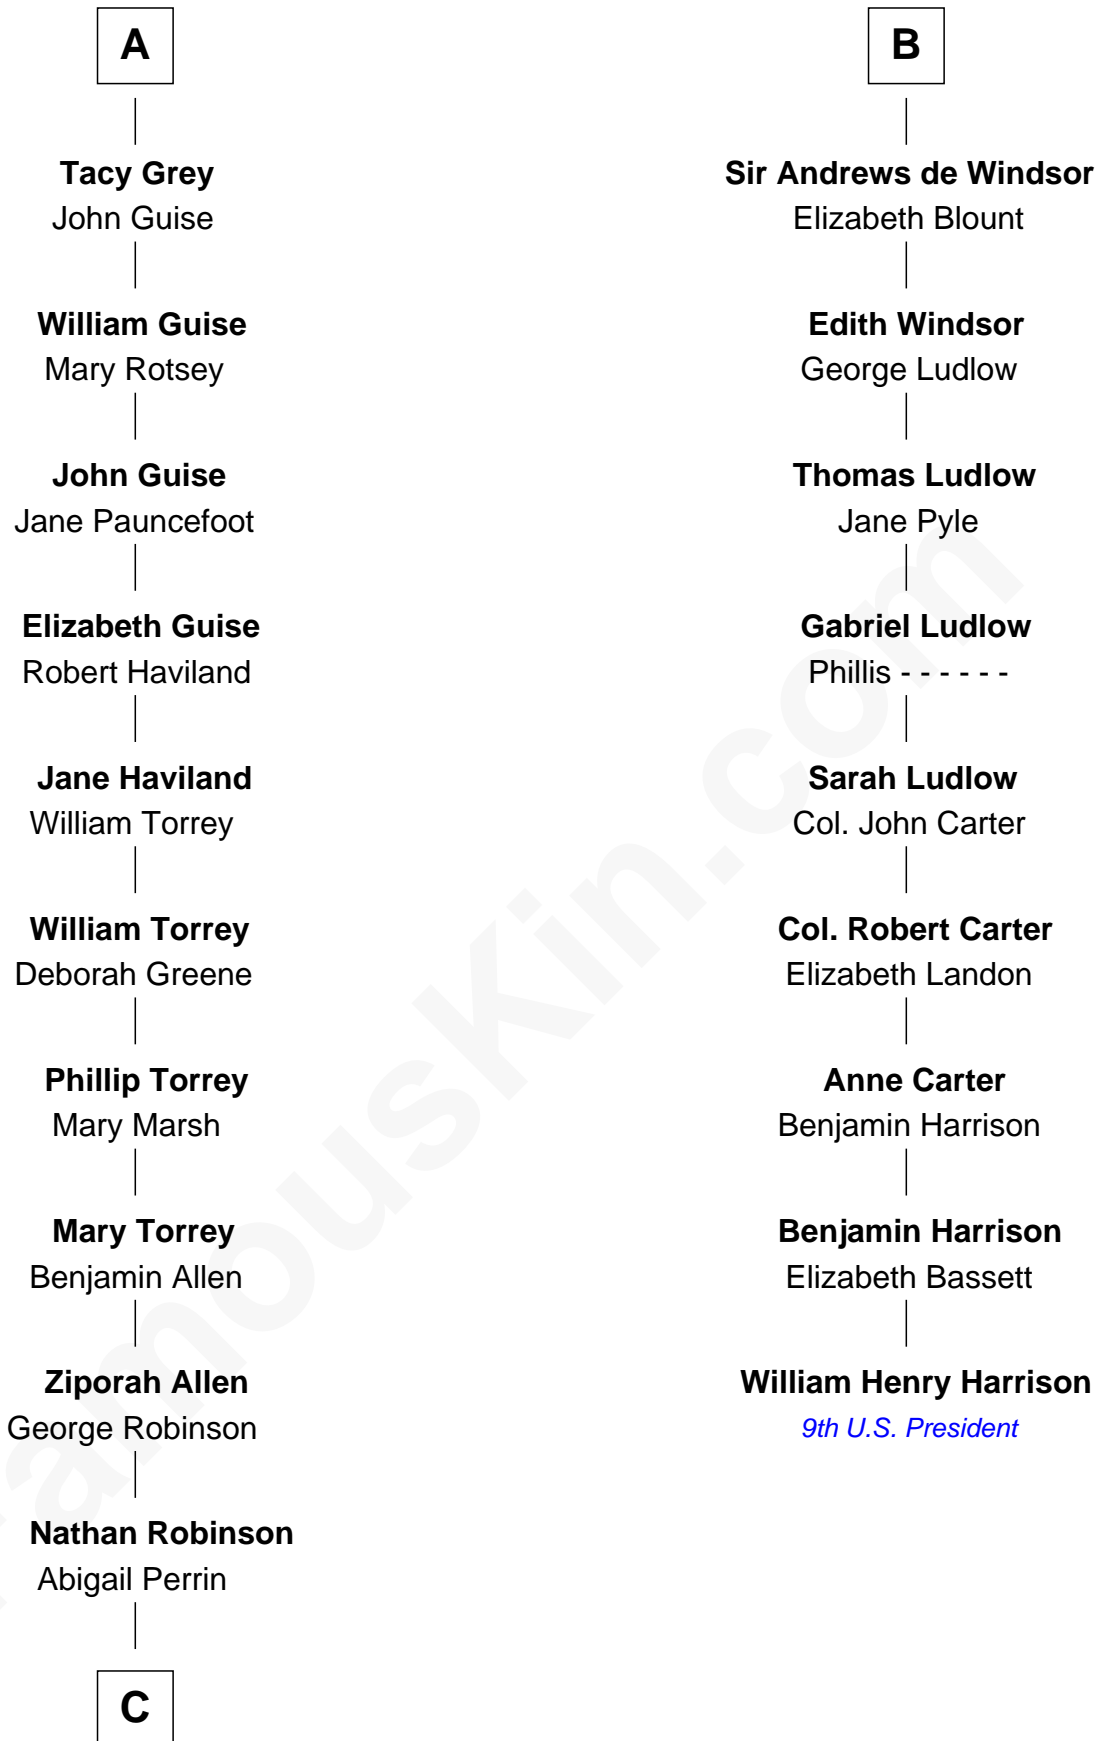 A
Tacy Grey
John Guise
William Guise
Mary Rotsey
John Guise
Jane Pauncefoot
Elizabeth Guise
Robert Haviland
Jane Haviland
William Torrey
William Torrey
Deborah Greene
Phillip Torrey
Mary Marsh
Mary Torrey
Benjamin Allen
Ziporah Allen
George Robinson
Nathan Robinson
Abigail Perrin
C
B
Sir Andrews de Windsor
Elizabeth Blount
Edith Windsor
George Ludlow
Thomas Ludlow
Jane Pyle
Gabriel Ludlow
Phillis - - - - - -
Sarah Ludlow
Col. John Carter
Col. Robert Carter
Elizabeth Landon
Anne Carter
Benjamin Harrison
Benjamin Harrison
Elizabeth Bassett
William Henry Harrison
9th U.S. President
FamousKin.com